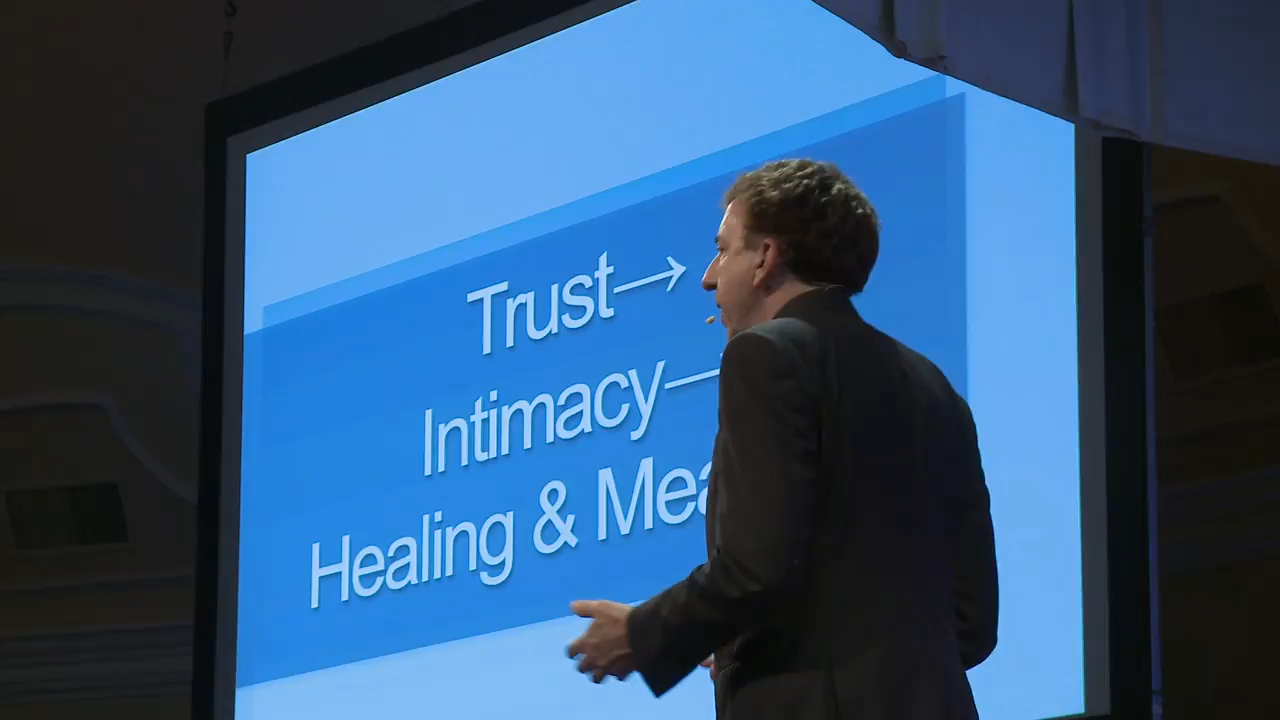 Trust→
Intimacy—
Healing &